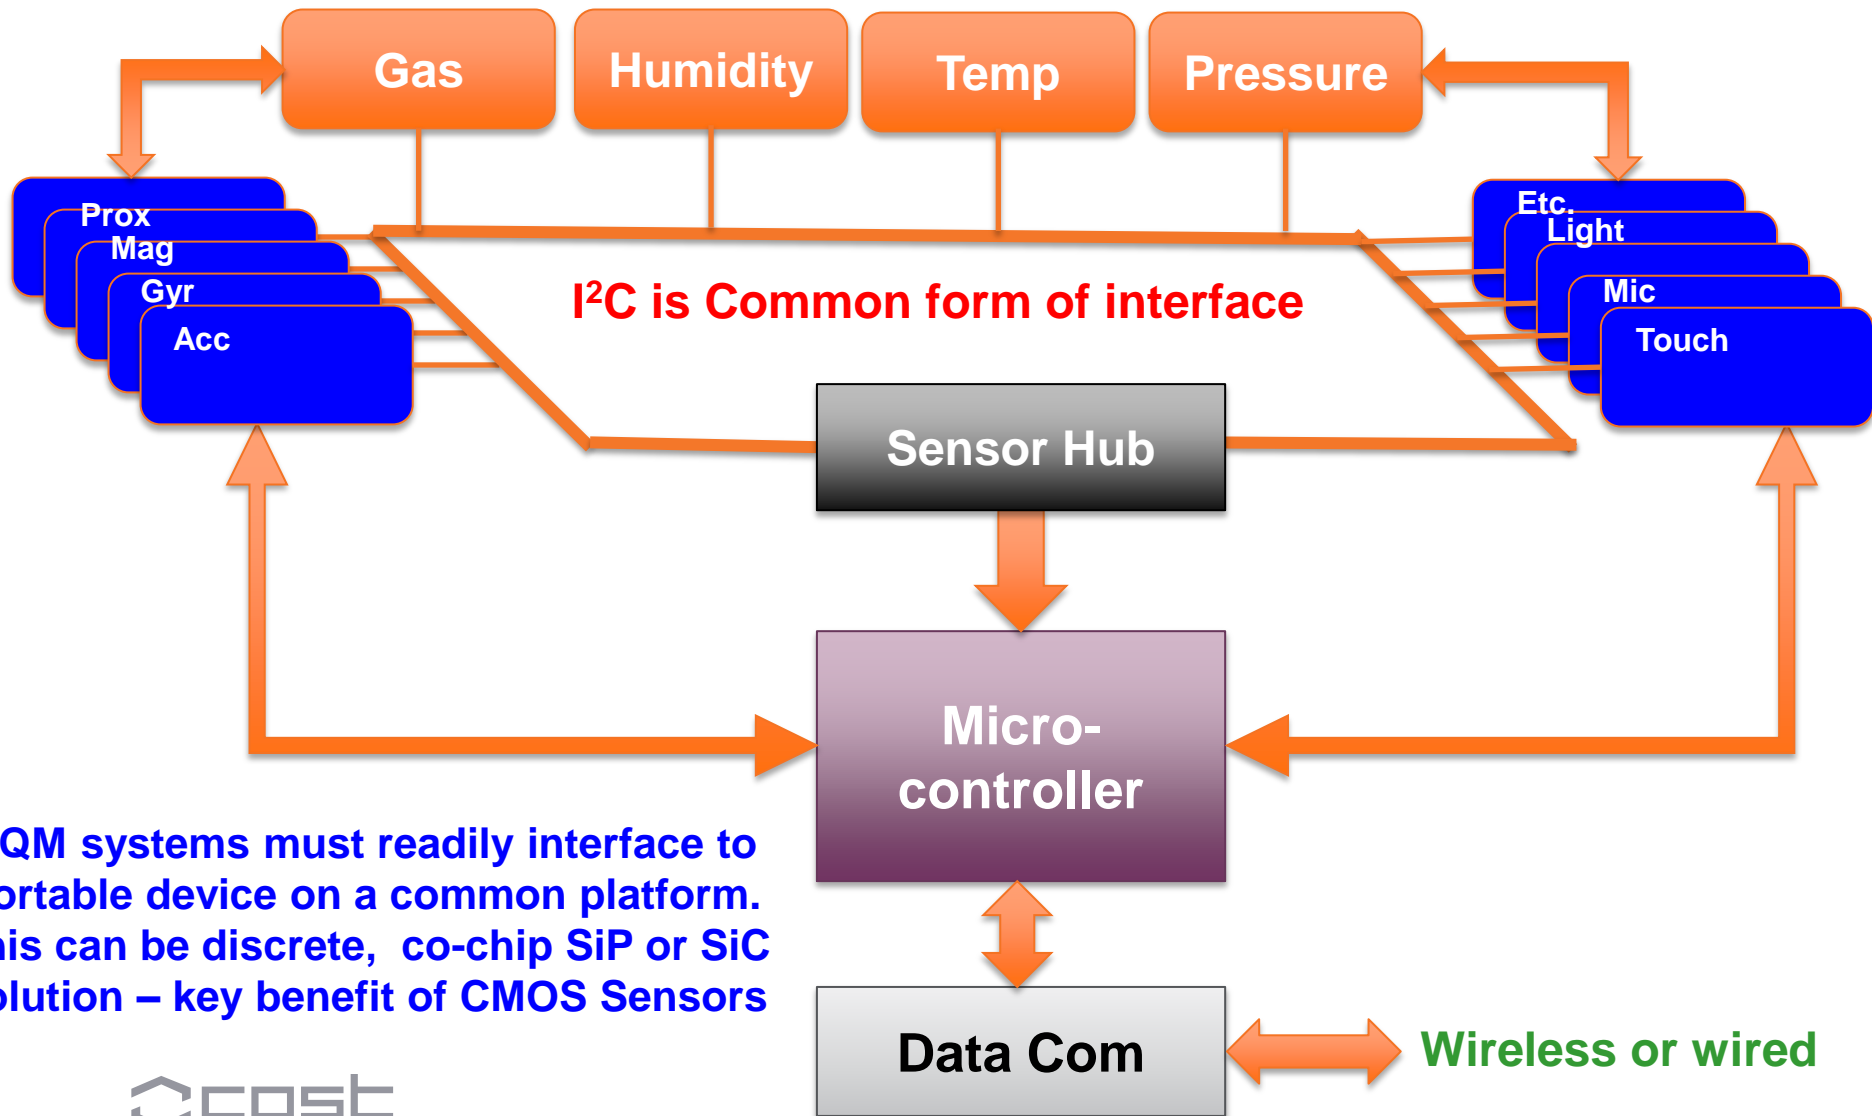 Gas
Humidity
Temp
Pressure
Prox
Mag
Gyr
Acc
Etc.
Light
Mic
Touch
I²C is Common form of interface
Sensor Hub
Micro-
controller
QM systems must readily interface to
ortable device on a common platform.
his can be discrete, co-chip SiP or SiC
olution – key benefit of CMOS Sensors
Data Com
Wireless or wired
cost